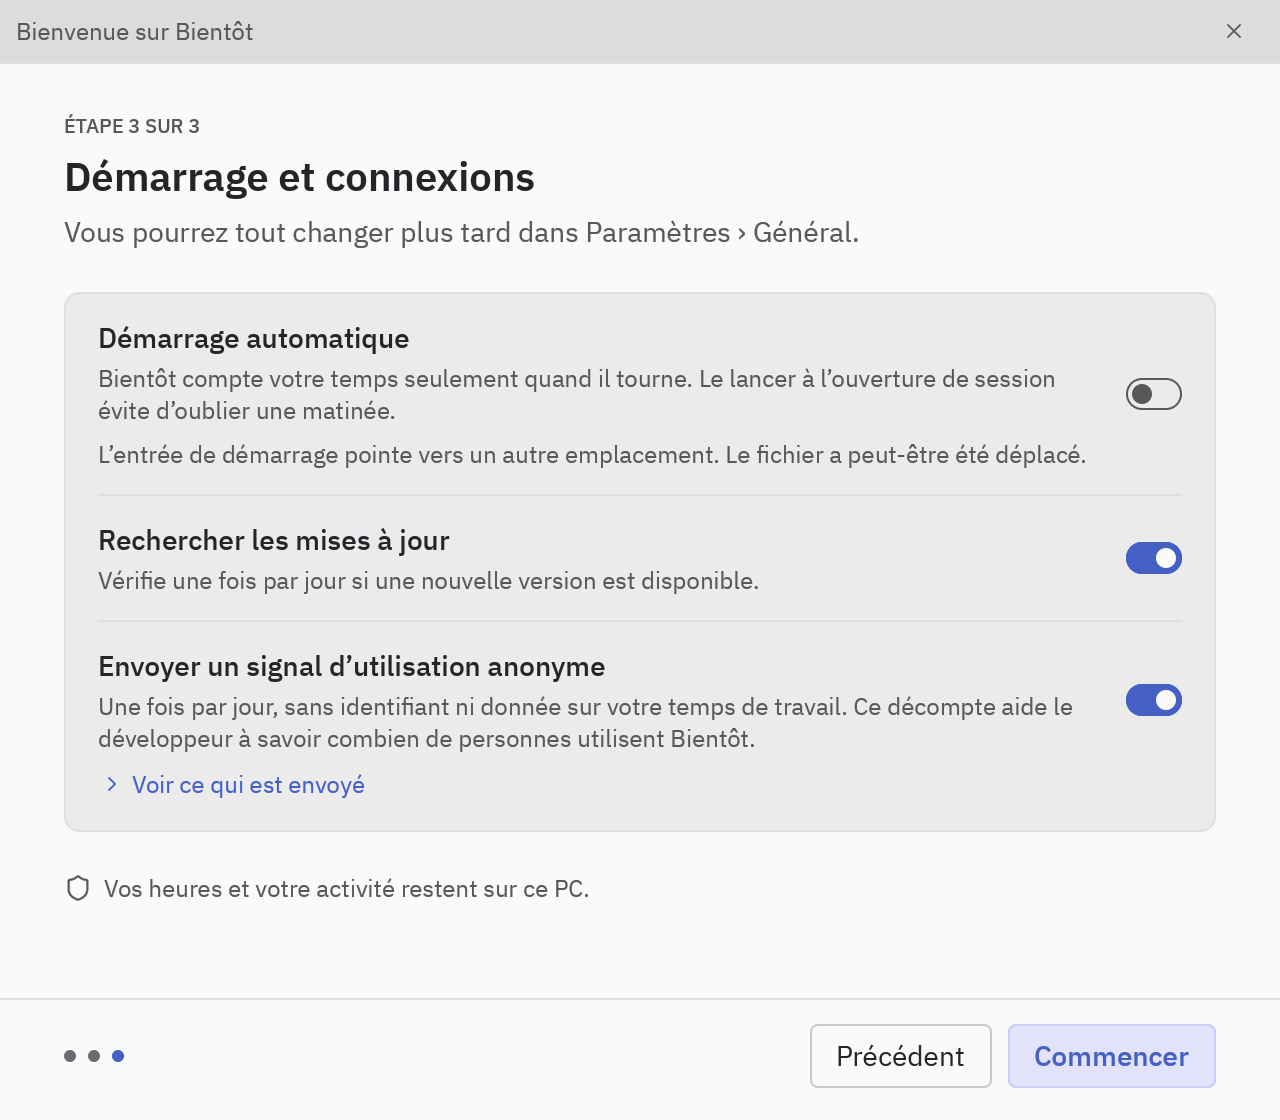 Bienvenue sur Bientôt
ÉTAPE 3 SUR 3
Démarrage et connexions
Vous pourrez tout changer plus tard dans Paramètres › Général.
Démarrage automatique
Bientôt compte votre temps seulement quand il tourne. Le lancer à l’ouverture de session
évite d’oublier une matinée.
L’entrée de démarrage pointe vers un autre emplacement. Le fichier a peut-être été déplacé.
Rechercher les mises à jour
Vérifie une fois par jour si une nouvelle version est disponible.
Envoyer un signal d’utilisation anonyme
Une fois par jour, sans identifiant ni donnée sur votre temps de travail. Ce décompte aide le
développeur à savoir combien de personnes utilisent Bientôt.
Voir ce qui est envoyé
Vos heures et votre activité restent sur ce PC.
Précédent
Commencer